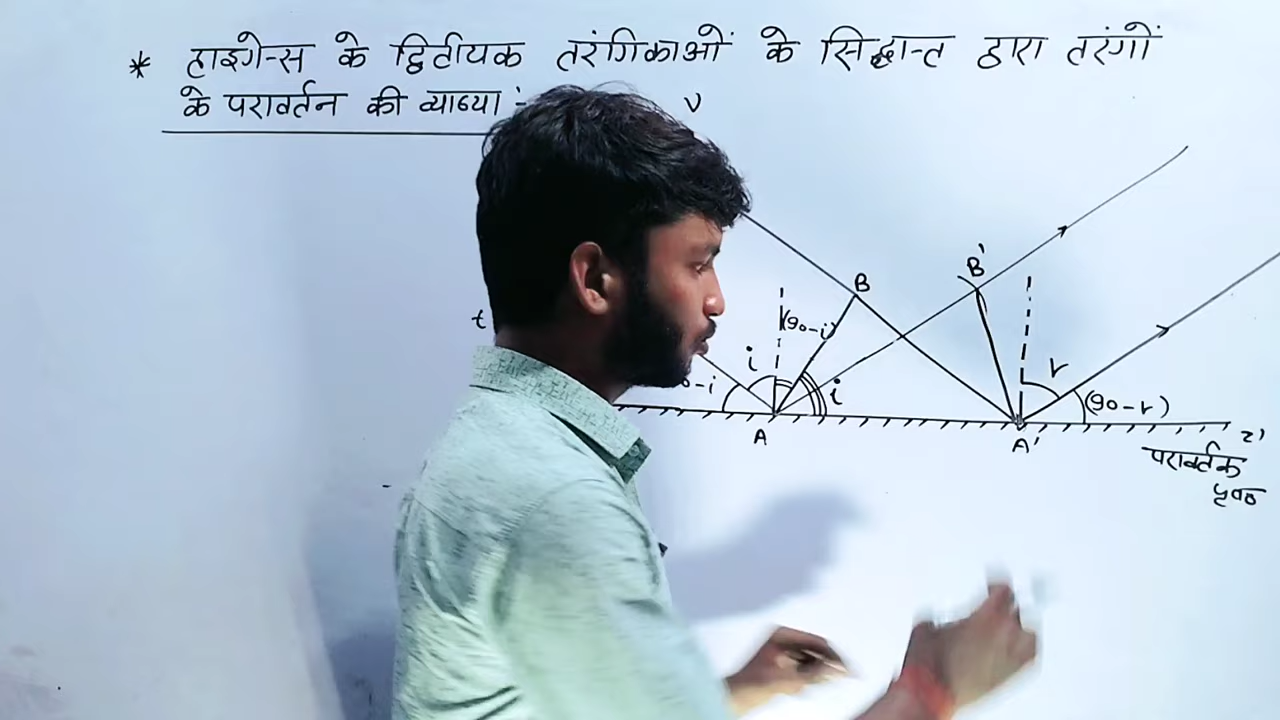 * हाइगेन्स के द्वितीयक तरंगिकाओं के सिद्धान्त द्वारा तरंगों
के परावर्तन की व्याख्या :-
ν
B
B'
(90-i)
t
i
r
-i
i
(90-r)
A
A'
z'
परावर्तक
पृष्ठ